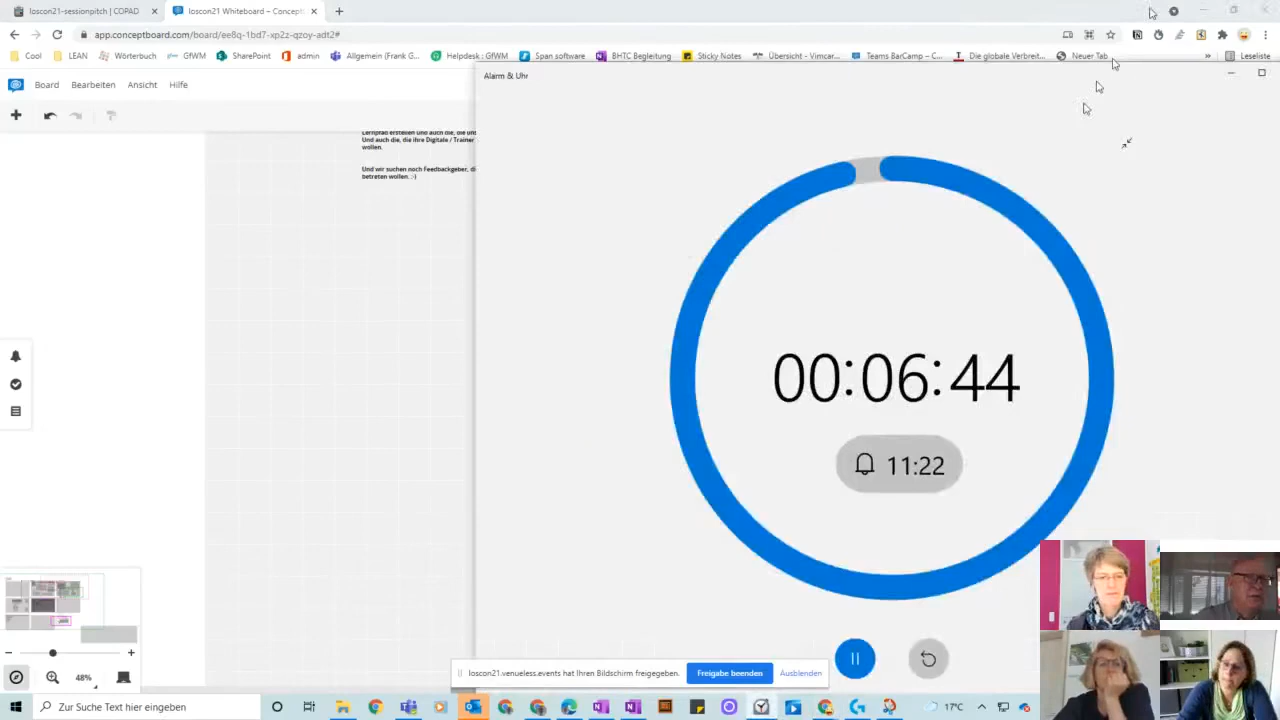 loscon21-sessionpitch | COPAD
loscon21 Whiteboard – Concept
app.conceptboard.com/board/ee8q-1bd7-xp2z-qzoy-adt2#
Cool
LEAN
Wörterbuch
GfWM
SharePoint
admin
Allgemein (Frank G...
Helpdesk : GfWM
Span software
BHTC Begleitung
Sticky Notes
Übersicht - Vimcar...
Teams BarCamp – C...
Die globale Verbreit...
Neuer Tab
»
Leseliste
Board
Bearbeiten
Ansicht
Hilfe
Alarm & Uhr
Lernpfad erstellen und auch die, die uns
Und auch die, die ihre Digitale / Trainer
wollen.
Und wir suchen noch Feedbackgeber, di
betreten wollen. :-)
00:06:44
11:22
48%
loscon21.venueless.events hat Ihren Bildschirm freigegeben.
Freigabe beenden
Ausblenden
Zur Suche Text hier eingeben
17°C